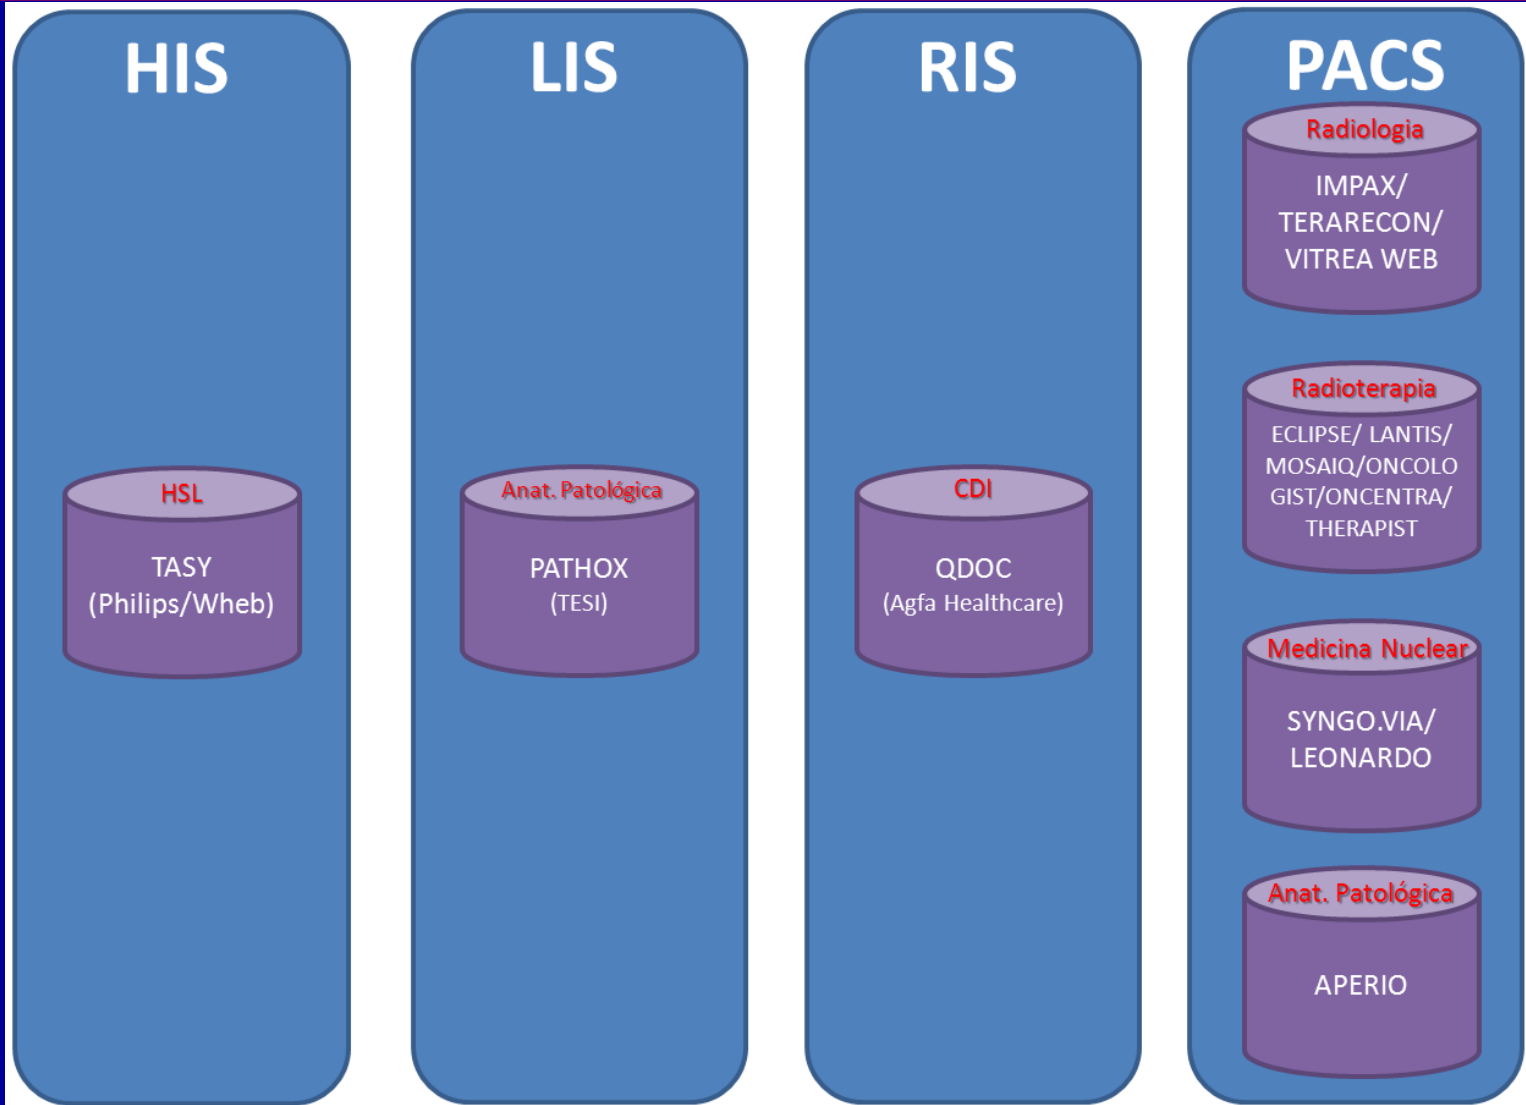 HIS
HSL
TASY
(Philips/Wheb)
LIS
Anat. Patológica
PATHOX
(TESI)
RIS
CDI
QDOC
(Agfa Healthcare)
PACS
Radiologia
IMPAX/
TERARECON/
VITREA WEB
Radioterapia
ECLIPSE/ LANTIS/
MOSAIQ/ONCOLO
GIST/ONCENTRA/
THERAPIST
Medicina Nuclear
SYNGO.VIA/
LEONARDO
Anat. Patológica
APERIO